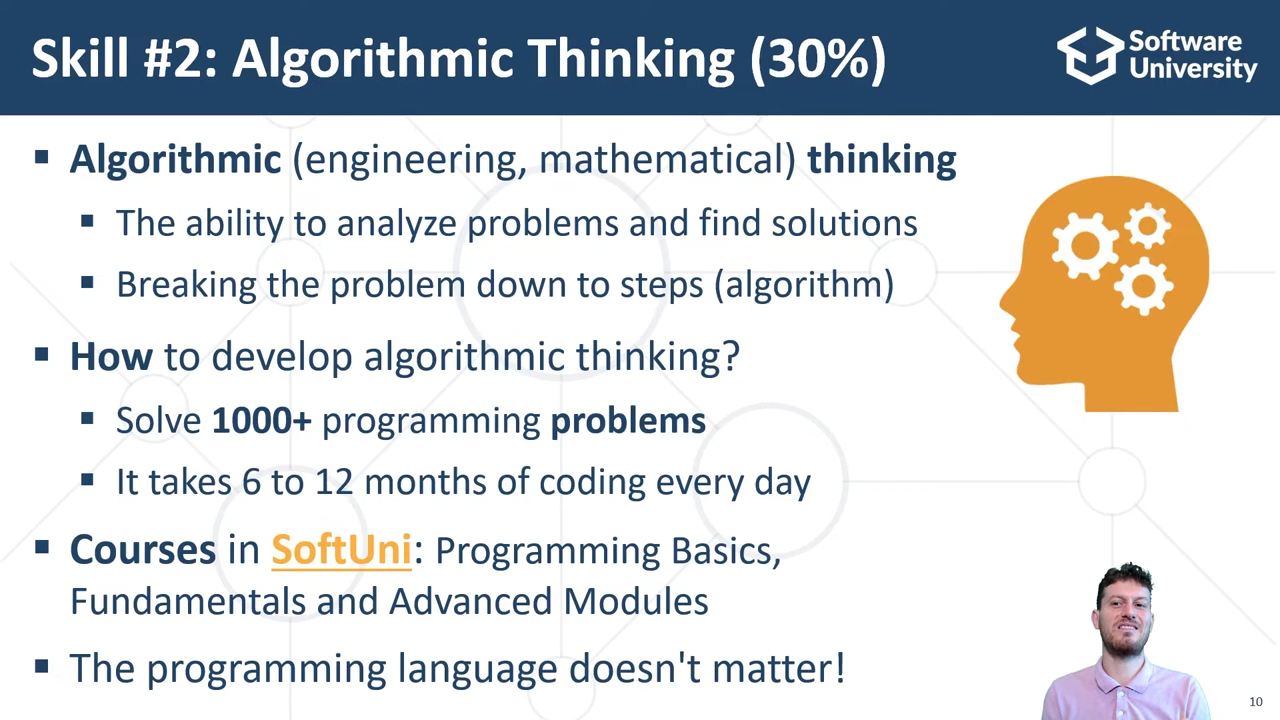 Skill #2: Algorithmic Thinking (30%)
Software
University
▪ Algorithmic (engineering, mathematical) thinking
▪ The ability to analyze problems and find solutions
▪ Breaking the problem down to steps (algorithm)
▪ How to develop algorithmic thinking?
▪ Solve 1000+ programming problems
▪ It takes 6 to 12 months of coding every day
▪ Courses in SoftUni: Programming Basics,
Fundamentals and Advanced Modules
▪ The programming language doesn't matter!
10